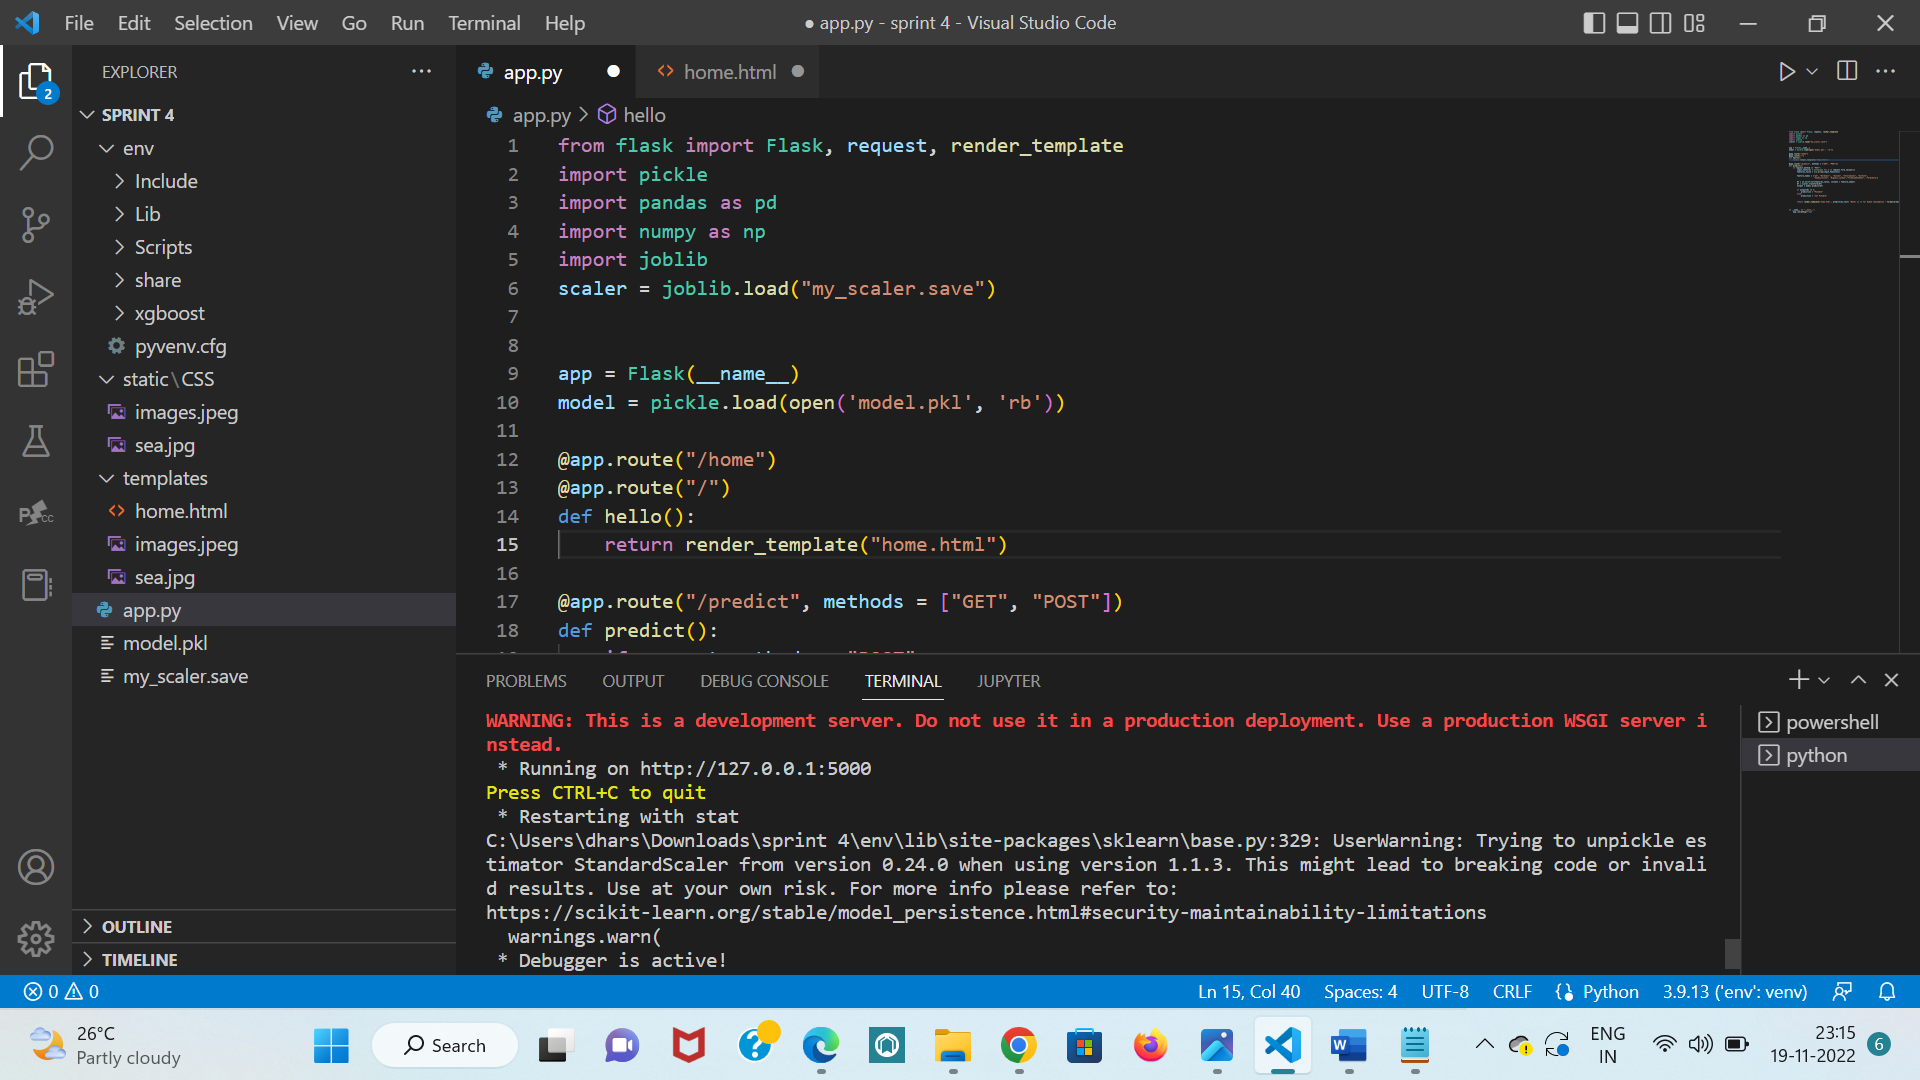 File Edit Selection View Go Run Terminal Help
● app.py - sprint 4 - Visual Studio Code
EXPLORER
2
SPRINT 4
env
Include
Lib
Scripts
share
xgboost
pyvenv.cfg
static\CSS
images.jpeg
sea.jpg
templates
home.html
images.jpeg
sea.jpg
app.py
model.pkl
my_scaler.save
OUTLINE
TIMELINE
app.py
home.html
app.py > hello
1 from flask import Flask, request, render_template
2 import pickle
3 import pandas as pd
4 import numpy as np
5 import joblib
6 scaler = joblib.load("my_scaler.save")
7
8
9 app = Flask(__name__)
10 model = pickle.load(open('model.pkl', 'rb'))
11
12 @app.route("/home")
13 @app.route("/")
14 def hello():
15 return render_template("home.html")
16
17 @app.route("/predict", methods = ["GET", "POST"])
18 def predict():
PROBLEMS OUTPUT DEBUG CONSOLE TERMINAL JUPYTER
WARNING: This is a development server. Do not use it in a production deployment. Use a production WSGI server i
nstead.
* Running on http://127.0.0.1:5000
Press CTRL+C to quit
* Restarting with stat
C:\Users\dhars\Downloads\sprint 4\env\lib\site-packages\sklearn\base.py:329: UserWarning: Trying to unpickle es
timator StandardScaler from version 0.24.0 when using version 1.1.3. This might lead to breaking code or invali
d results. Use at your own risk. For more info please refer to:
https://scikit-learn.org/stable/model_persistence.html#security-maintainability-limitations
warnings.warn(
* Debugger is active!
powershell
python
0 0
Ln 15, Col 40 Spaces: 4 UTF-8 CRLF Python 3.9.13 ('env': venv)
26°C
Partly cloudy
Search
ENG
IN
23:15
19-11-2022
6